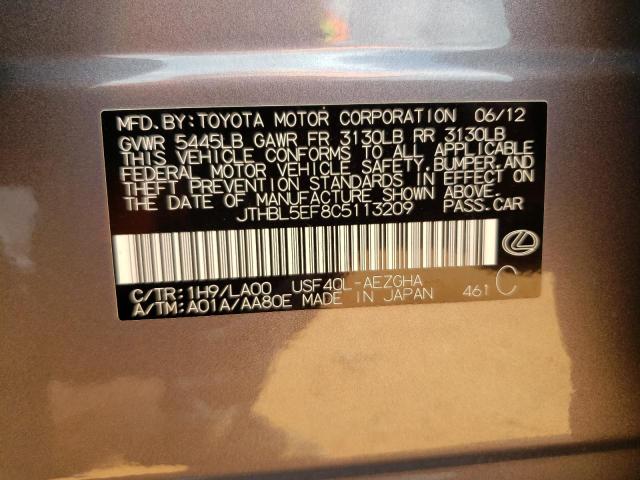 MFD. BY: TOYOTA MOTOR CORPORATION 06/12
GVWR 5445LB GAWR FR 3130LB RR 3130LB
THIS VEHICLE CONFORMS TO ALL APPLICABLE
FEDERAL MOTOR VEHICLE SAFETY, BUMPER, AND
THEFT PREVENTION STANDARDS IN EFFECT ON
THE DATE OF MANUFACTURE SHOWN ABOVE.
JTHBL5EF8C5113209 PASS. CAR
C/TR: 1H9/LA00 USF40L-AEZGHA
A/TM: A01A/AA80E MADE IN JAPAN 461 C